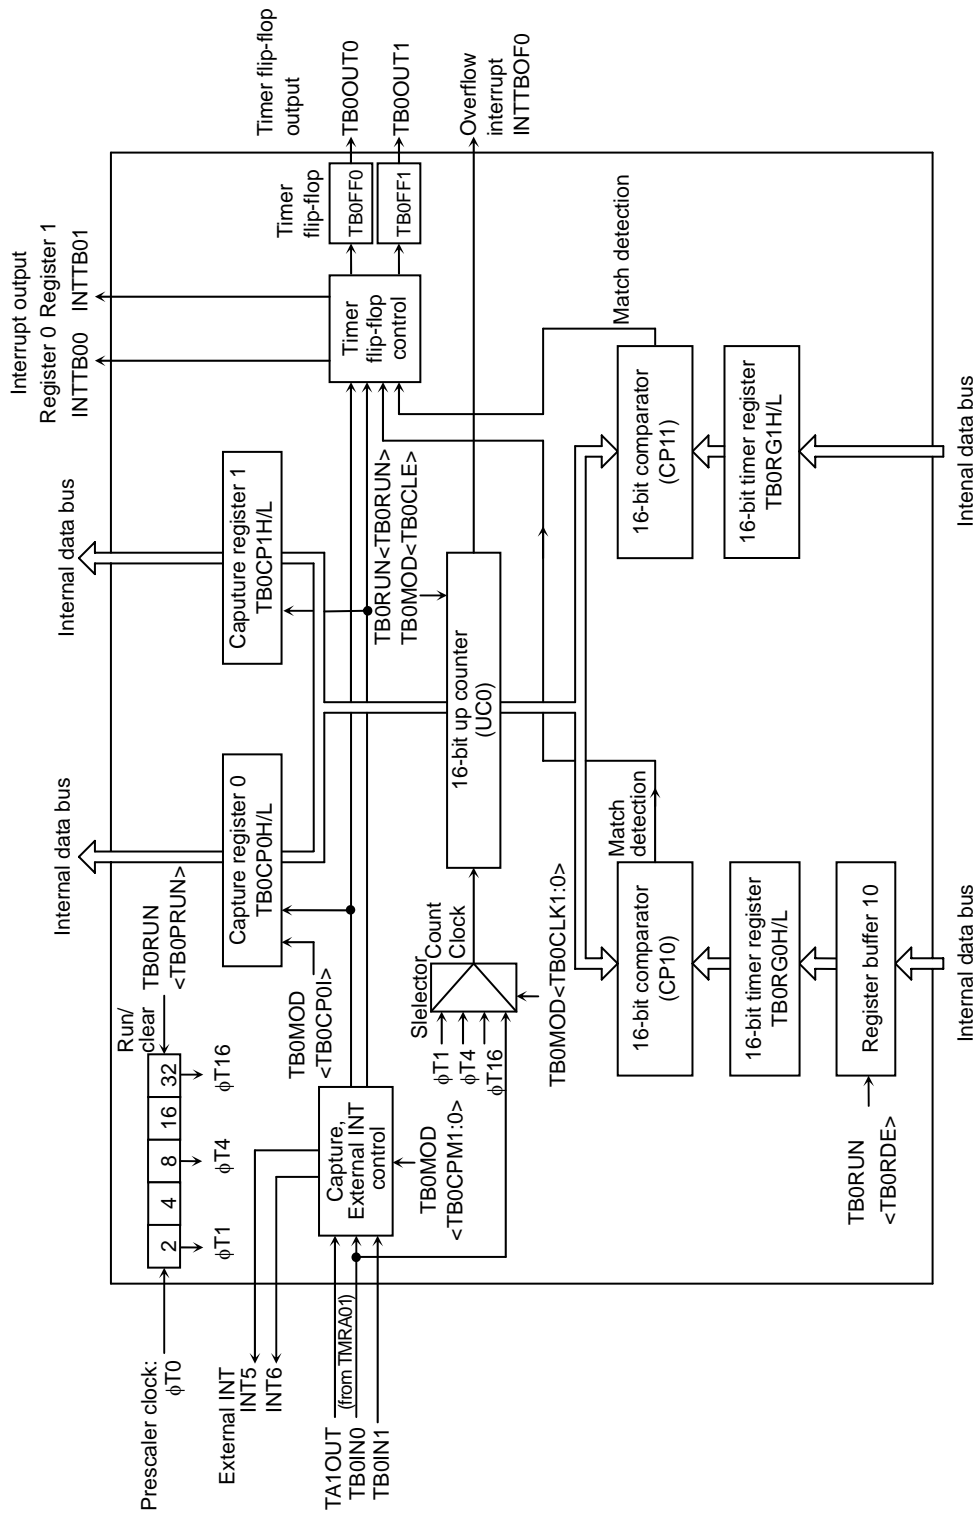 Prescaler clock:
ϕT0
2
4
8
16
32
ϕT1
ϕT4
ϕT16
Run/
clear
TB0RUN
<TB0PRUN>
Internal data bus
Internal data bus
Interrupt output
Register 0
Register 1
INTTB00
INTTB01
External INT
INT5
INT6
TA1OUT
(from TMRA01)
TB0IN0
TB0IN1
Capture,
External INT
control
TB0MOD
<TB0CPM1:0>
TB0MOD
<TB0CP0I>
Capture register 0
TB0CP0H/L
Caputure register 1
TB0CP1H/L
Timer
flip-flop
control
Timer
flip-flop
TB0FF0
TB0FF1
Timer flip-flop
output
TB0OUT0
TB0OUT1
Slelector
ϕT1
ϕT4
ϕT16
Count
Clock
TB0MOD<TB0CLK1:0>
TB0RUN<TB0RUN>
TB0MOD<TB0CLE>
16-bit up counter
(UC0)
Overflow
interrupt
INTTBOF0
Match
detection
Match detection
16-bit comparator
(CP10)
16-bit comparator
(CP11)
16-bit timer register
TB0RG0H/L
16-bit timer register
TB0RG1H/L
Register buffer 10
TB0RUN
<TB0RDE>
Internal data bus
Intenal data bus